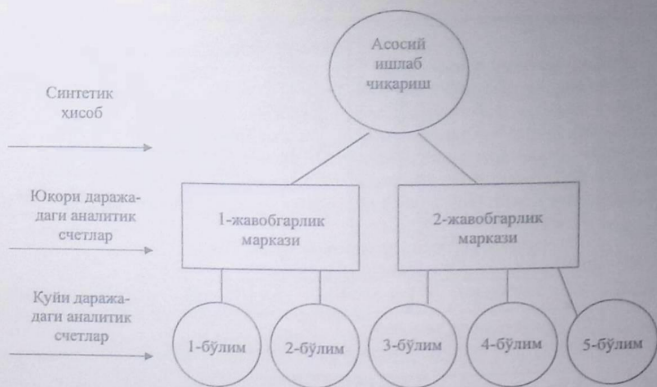 Асосий
ишлаб
чиқариш
Синтетик
ҳисоб
Юқори даража-
даги аналитик
счетлар
1-жавобгарлик
маркази
2-жавобгарлик
маркази
Қуйи даража-
даги аналитик
счетлар
1-бўлим
2-бўлим
3-бўлим
4-бўлим
5-бўлим